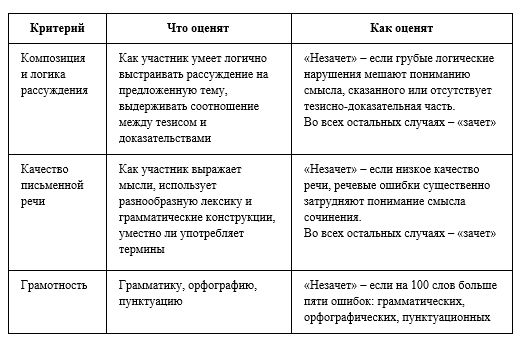 Критерий
Что оценят
Как оценят
Композиция
и логика
рассуждения
Как участник умеет логично
выстраивать рассуждение на
предложенную тему,
выдерживать соотношение
между тезисом и
доказательствами
«Незачет» – если грубые логические
нарушения мешают пониманию
смысла, сказанного или отсутствует
тезисно-доказательная часть.
Во всех остальных случаях – «зачет»
Качество
письменной
речи
Как участник выражает
мысли, использует
разнообразную лексику и
грамматические конструкции,
уместно ли употребляет
термины
«Незачет» – если низкое качество
речи, речевые ошибки существенно
затрудняют понимание смысла
сочинения.
Во всех остальных случаях – «зачет»
Грамотность
Грамматику, орфографию,
пунктуацию
«Незачет» – если на 100 слов больше
пяти ошибок: грамматических,
орфографических, пунктуационных